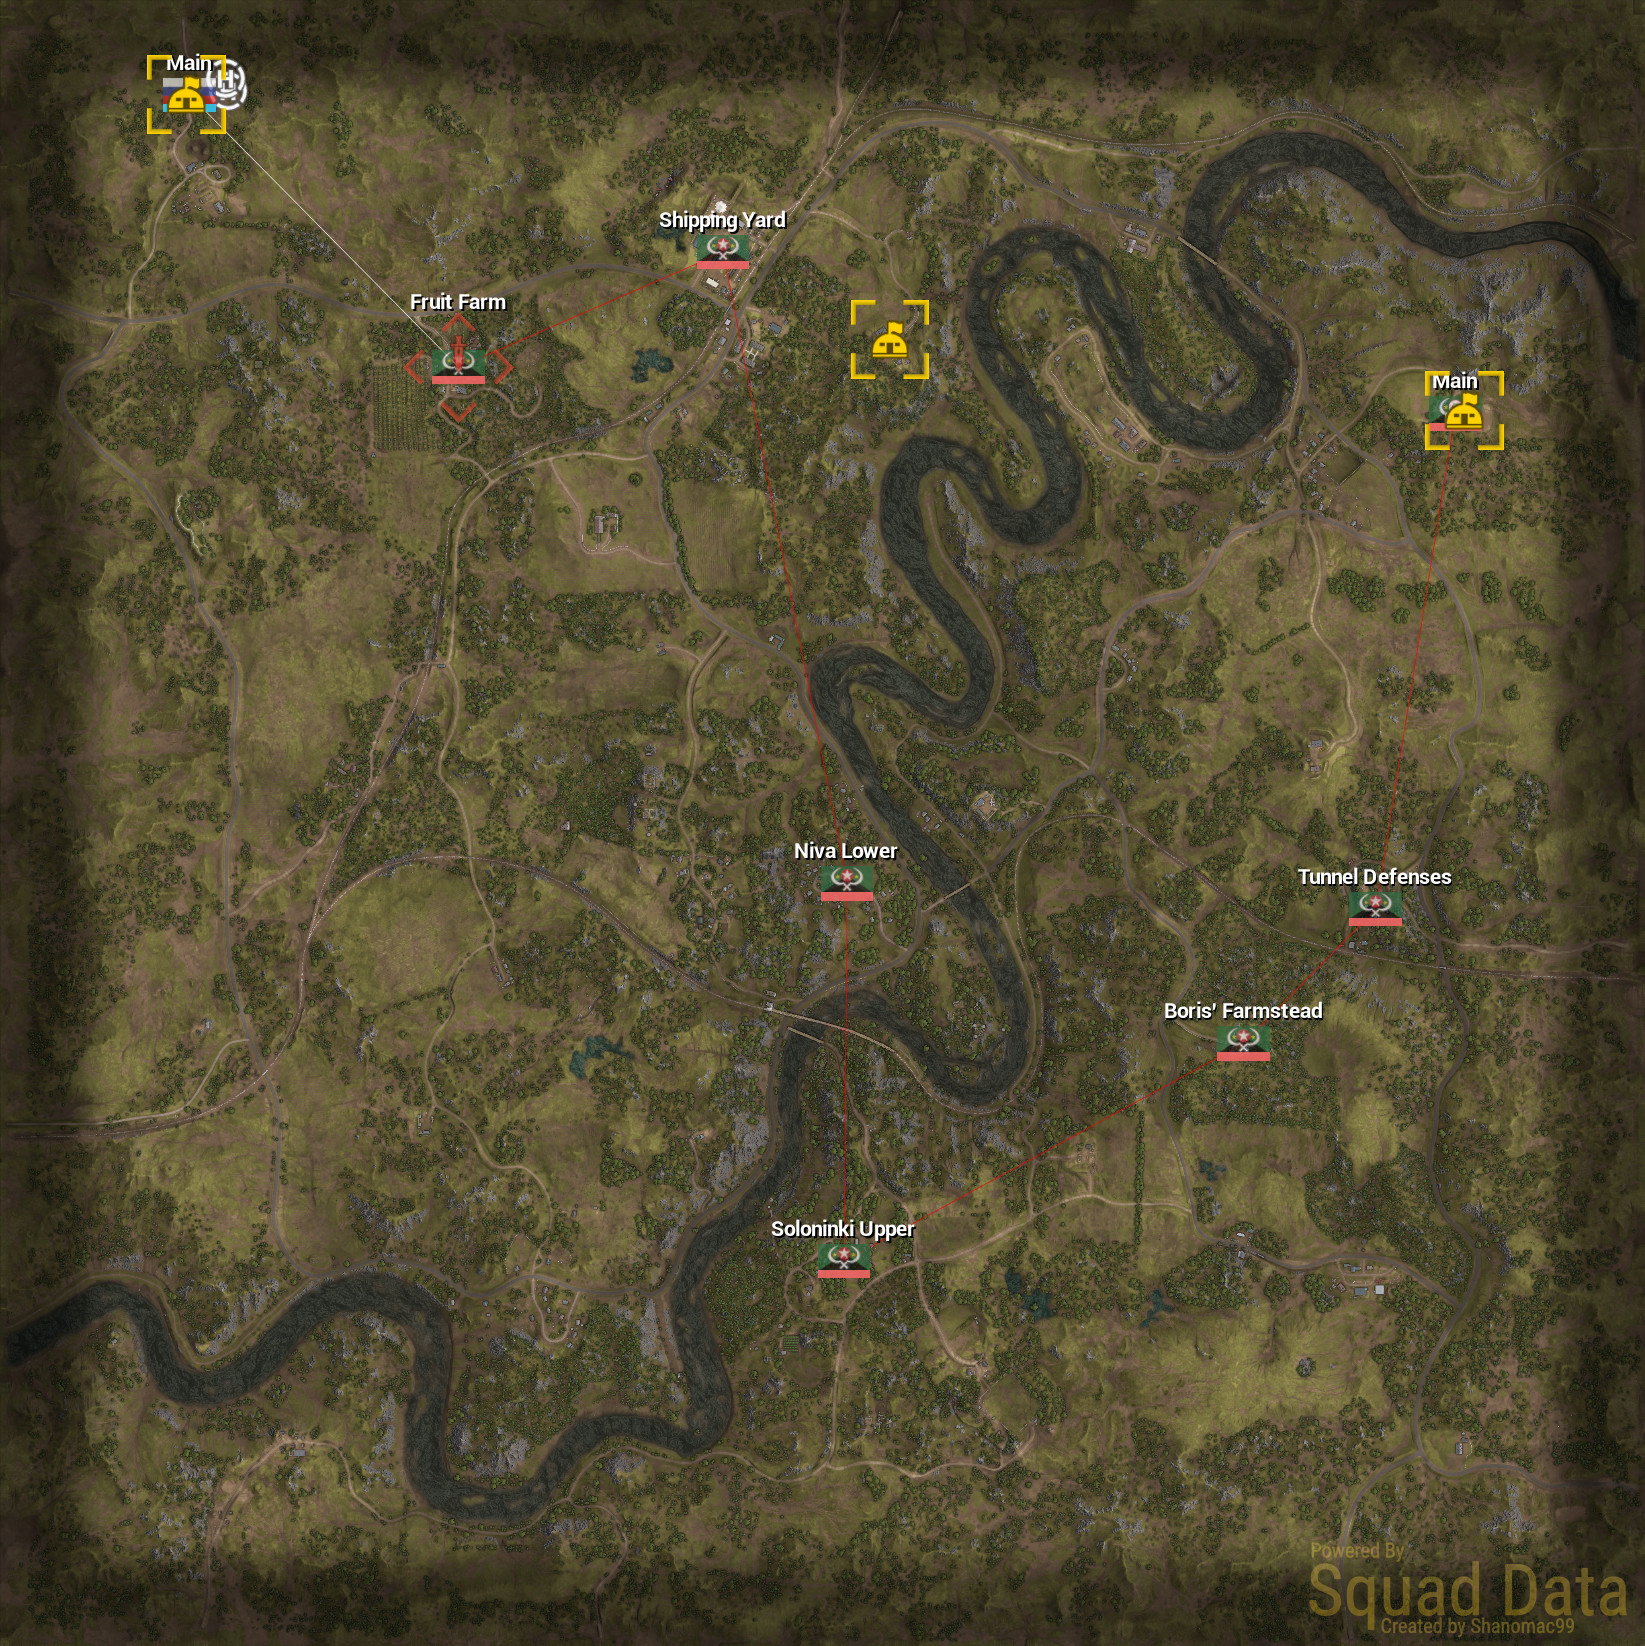 Main
H
Shipping Yard
Fruit Farm
Main
Niva Lower
Tunnel Defenses
Boris' Farmstead
Soloninki Upper
Powered By
Squad Data
Created by Shanomac99